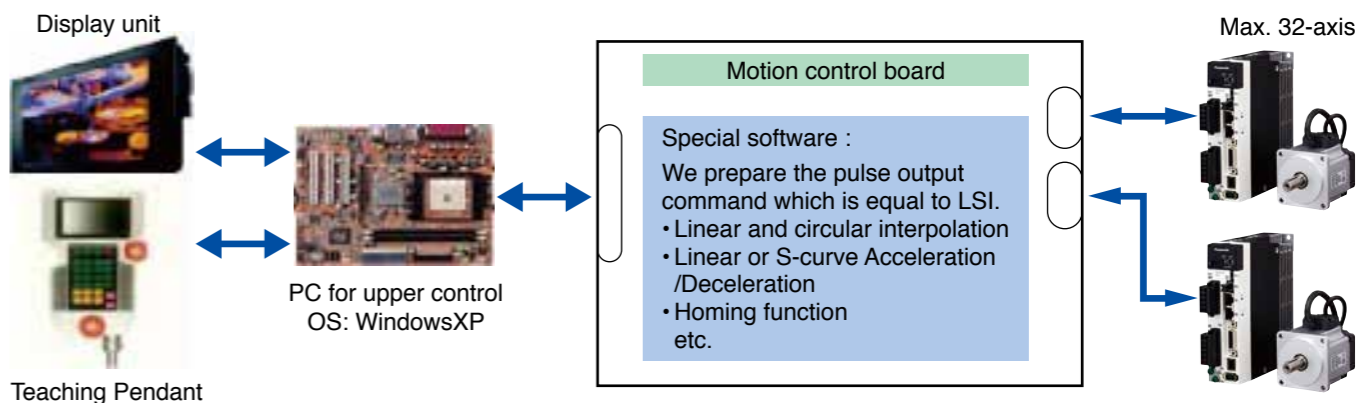 Display unit
Teaching Pendant
PC for upper control
OS: WindowsXP
Motion control board
Special software :
We prepare the pulse output
command which is equal to LSI.
・Linear and circular interpolation
・Linear or S-curve Acceleration
/Deceleration
・Homing function
etc.
Max. 32-axis